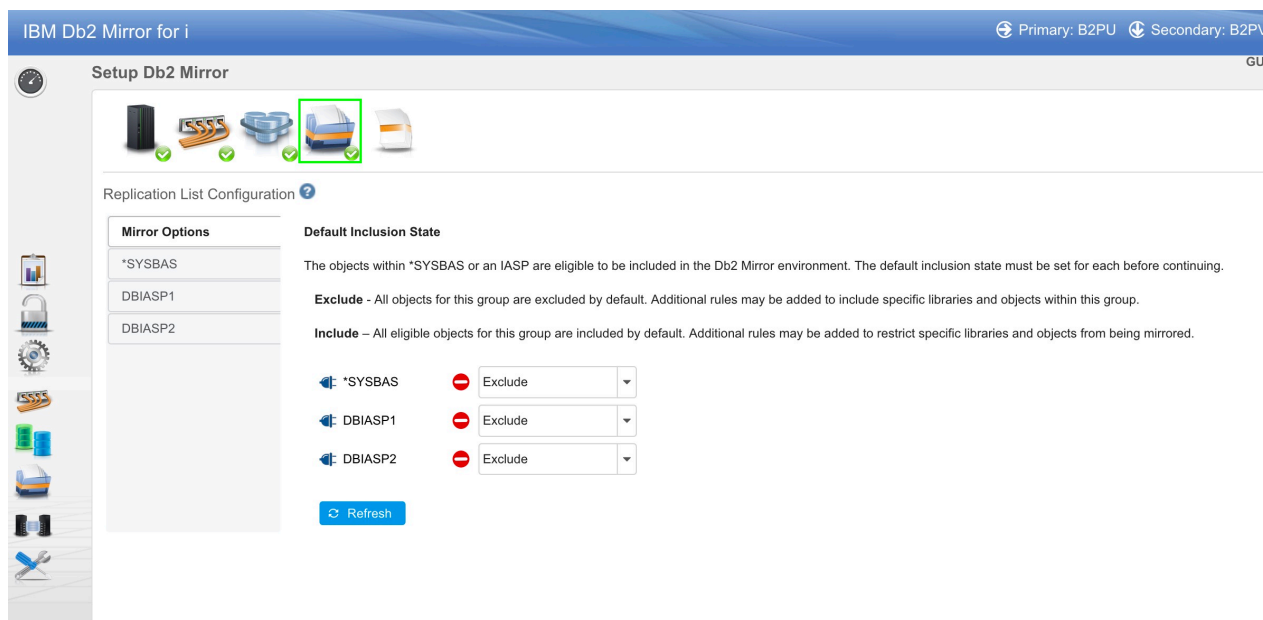 IBM Db2 Mirror for i
Primary: B2PU Secondary: B2PV
GU
Setup Db2 Mirror
Replication List Configuration ?
Mirror Options
*SYSBAS
DBIASP1
DBIASP2
Default Inclusion State
The objects within *SYSBAS or an IASP are eligible to be included in the Db2 Mirror environment. The default inclusion state must be set for each before continuing.
Exclude - All objects for this group are excluded by default. Additional rules may be added to include specific libraries and objects within this group.
Include – All eligible objects for this group are included by default. Additional rules may be added to restrict specific libraries and objects from being mirrored.
*SYSBAS Exclude
DBIASP1 Exclude
DBIASP2 Exclude
Refresh